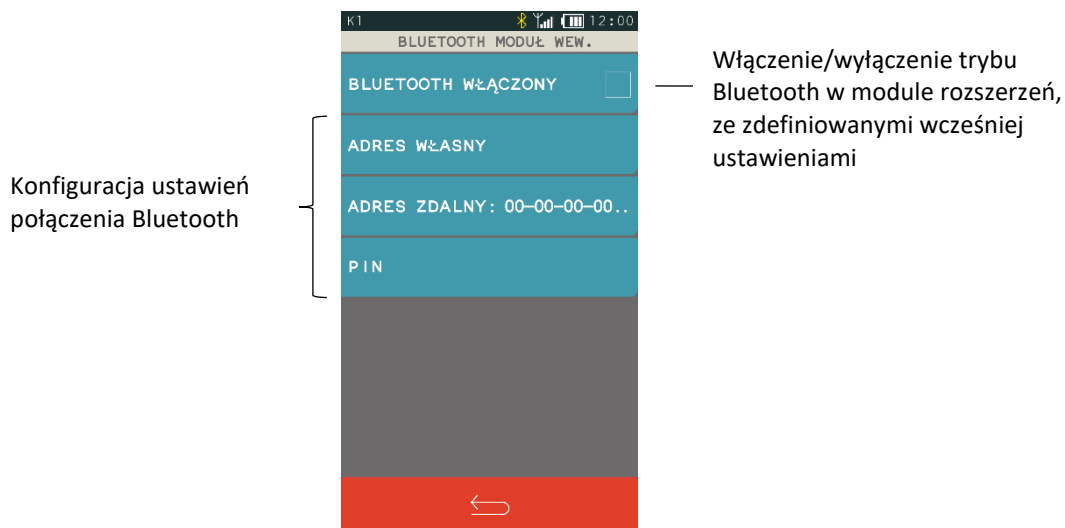 K1 12:00
BLUETOOTH MODUŁ WEW.
BLUETOOTH WŁĄCZONY
ADRES WŁASNY
ADRES ZDALNY: 00-00-00-00..
PIN
Włączenie/wyłączenie trybu
Bluetooth w module rozszerzeń,
ze zdefiniowanymi wcześniej
ustawieniami
Konfiguracja ustawień
połączenia Bluetooth